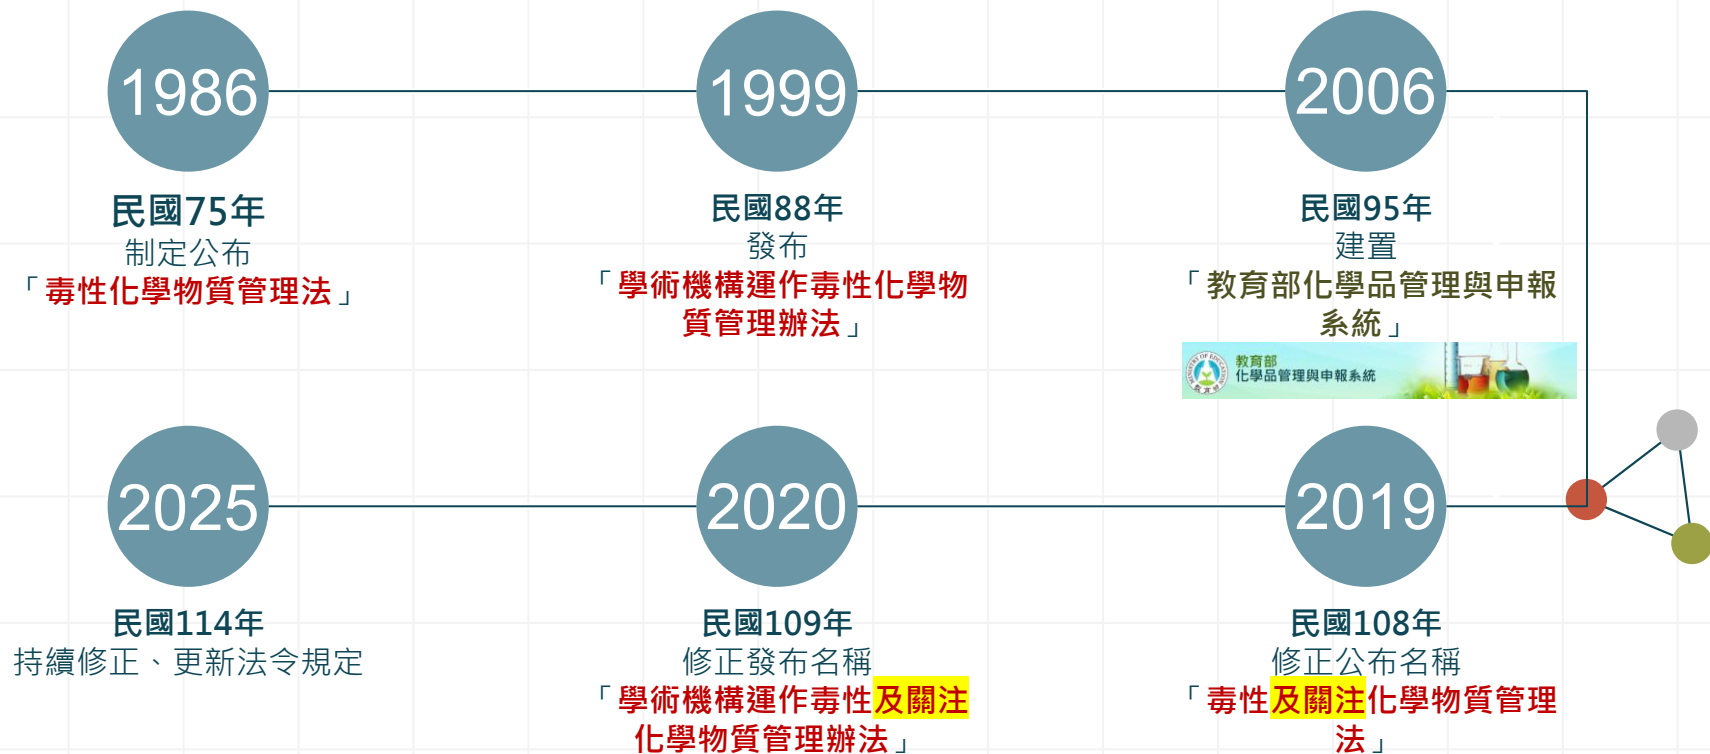 1986
民國75年
制定公布
「毒性化學物質管理法」
1999
民國88年
發布
「學術機構運作毒性化學物
質管理辦法」
2006
民國95年
建置
「教育部化學品管理與申報
系統」
MINISTRY OF EDUCATION
教育部
教育部
化學品管理與申報系統
2019
民國108年
修正公布名稱
「毒性及關注化學物質管理
法」
2020
民國109年
修正發布名稱
「學術機構運作毒性及關注
化學物質管理辦法」
2025
民國114年
持續修正、更新法令規定